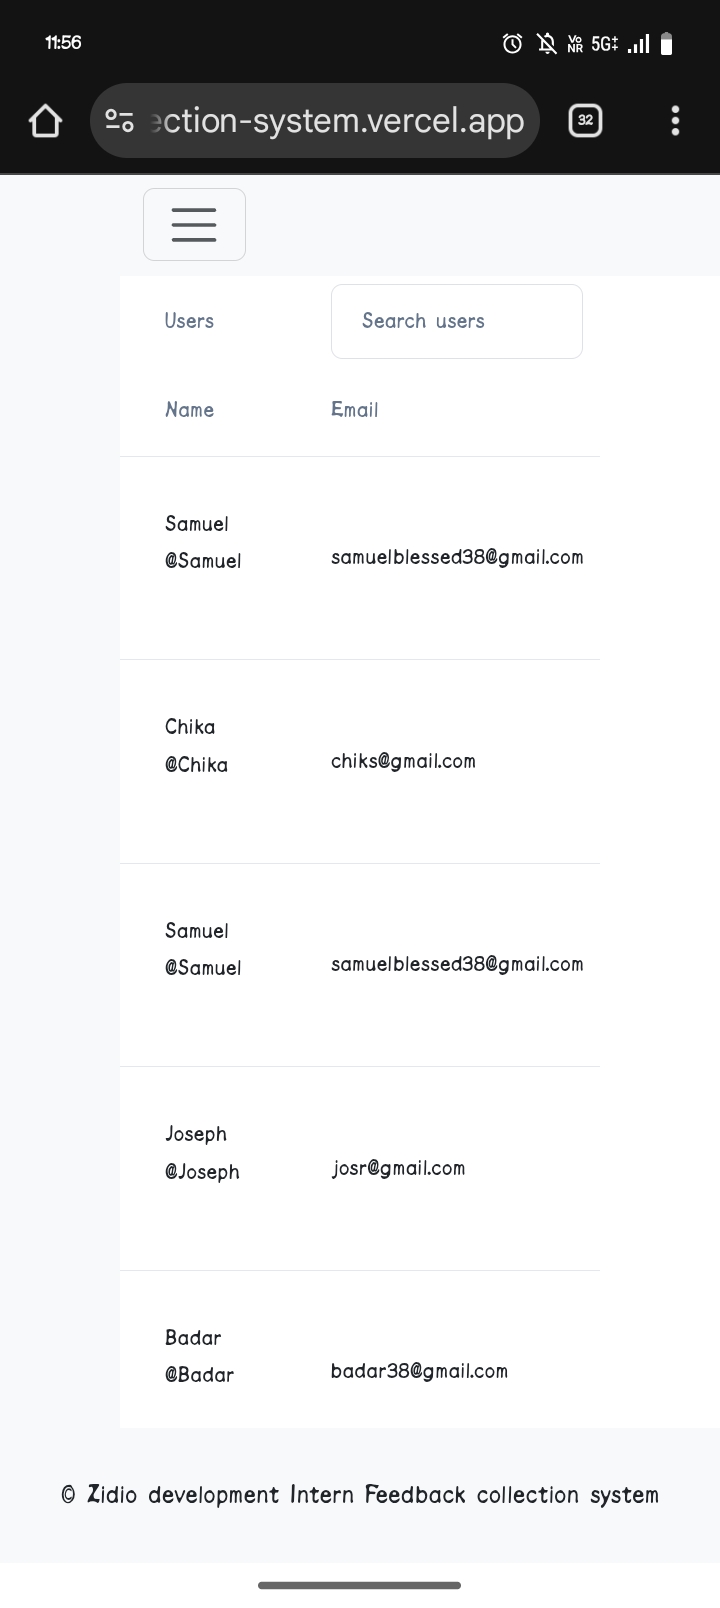 11:56
Vo
NR
5G‡
ction-system.vercel.app
32
Users
Search users
Name
Email
Samuel
@Samuel
samuelblessed38@gmail.com
Chika
@Chika
chiks@gmail.com
Samuel
@Samuel
samuelblessed38@gmail.com
Joseph
@Joseph
josr@gmail.com
Badar
@Badar
badar38@gmail.com
© Zidio development Intern Feedback collection system